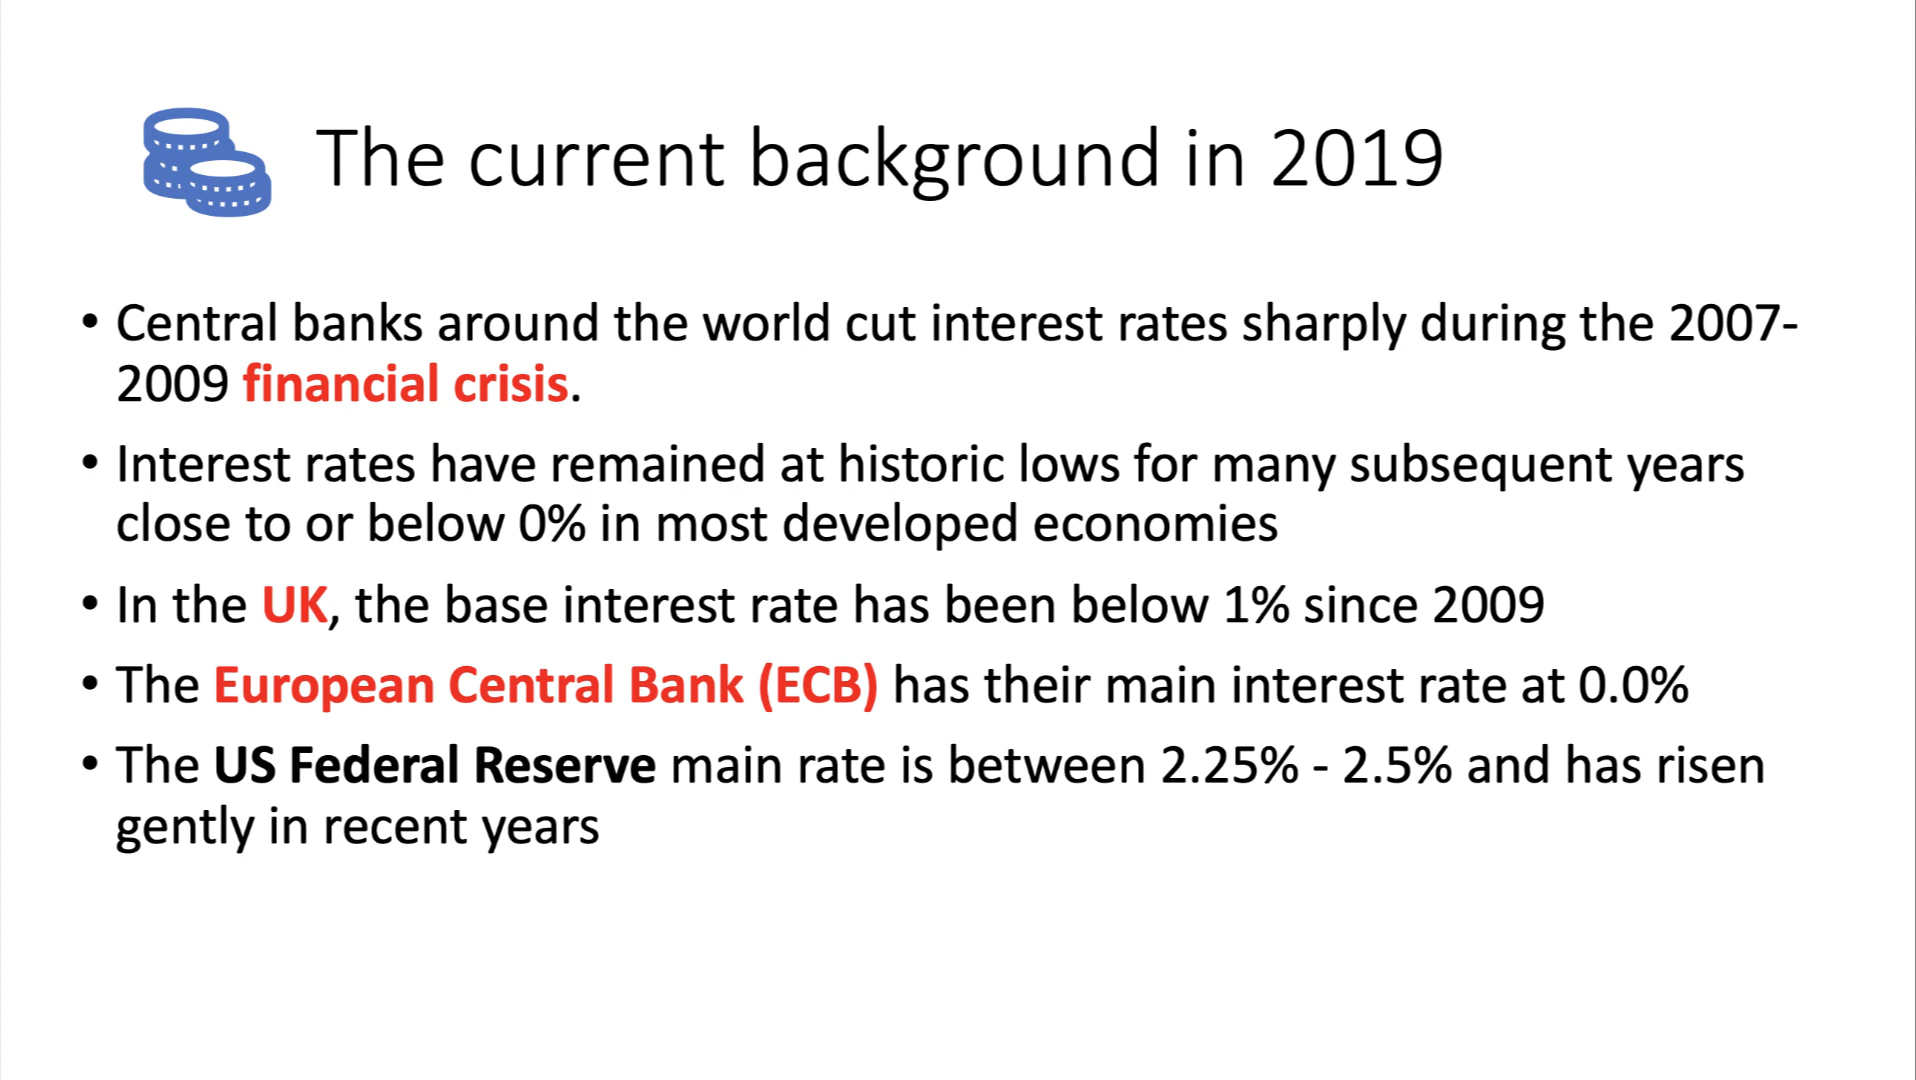 The current background in 2019
• Central banks around the world cut interest rates sharply during the 2007-
2009 financial crisis.
• Interest rates have remained at historic lows for many subsequent years
close to or below 0% in most developed economies
• In the UK, the base interest rate has been below 1% since 2009
• The European Central Bank (ECB) has their main interest rate at 0.0%
• The US Federal Reserve main rate is between 2.25% - 2.5% and has risen
gently in recent years